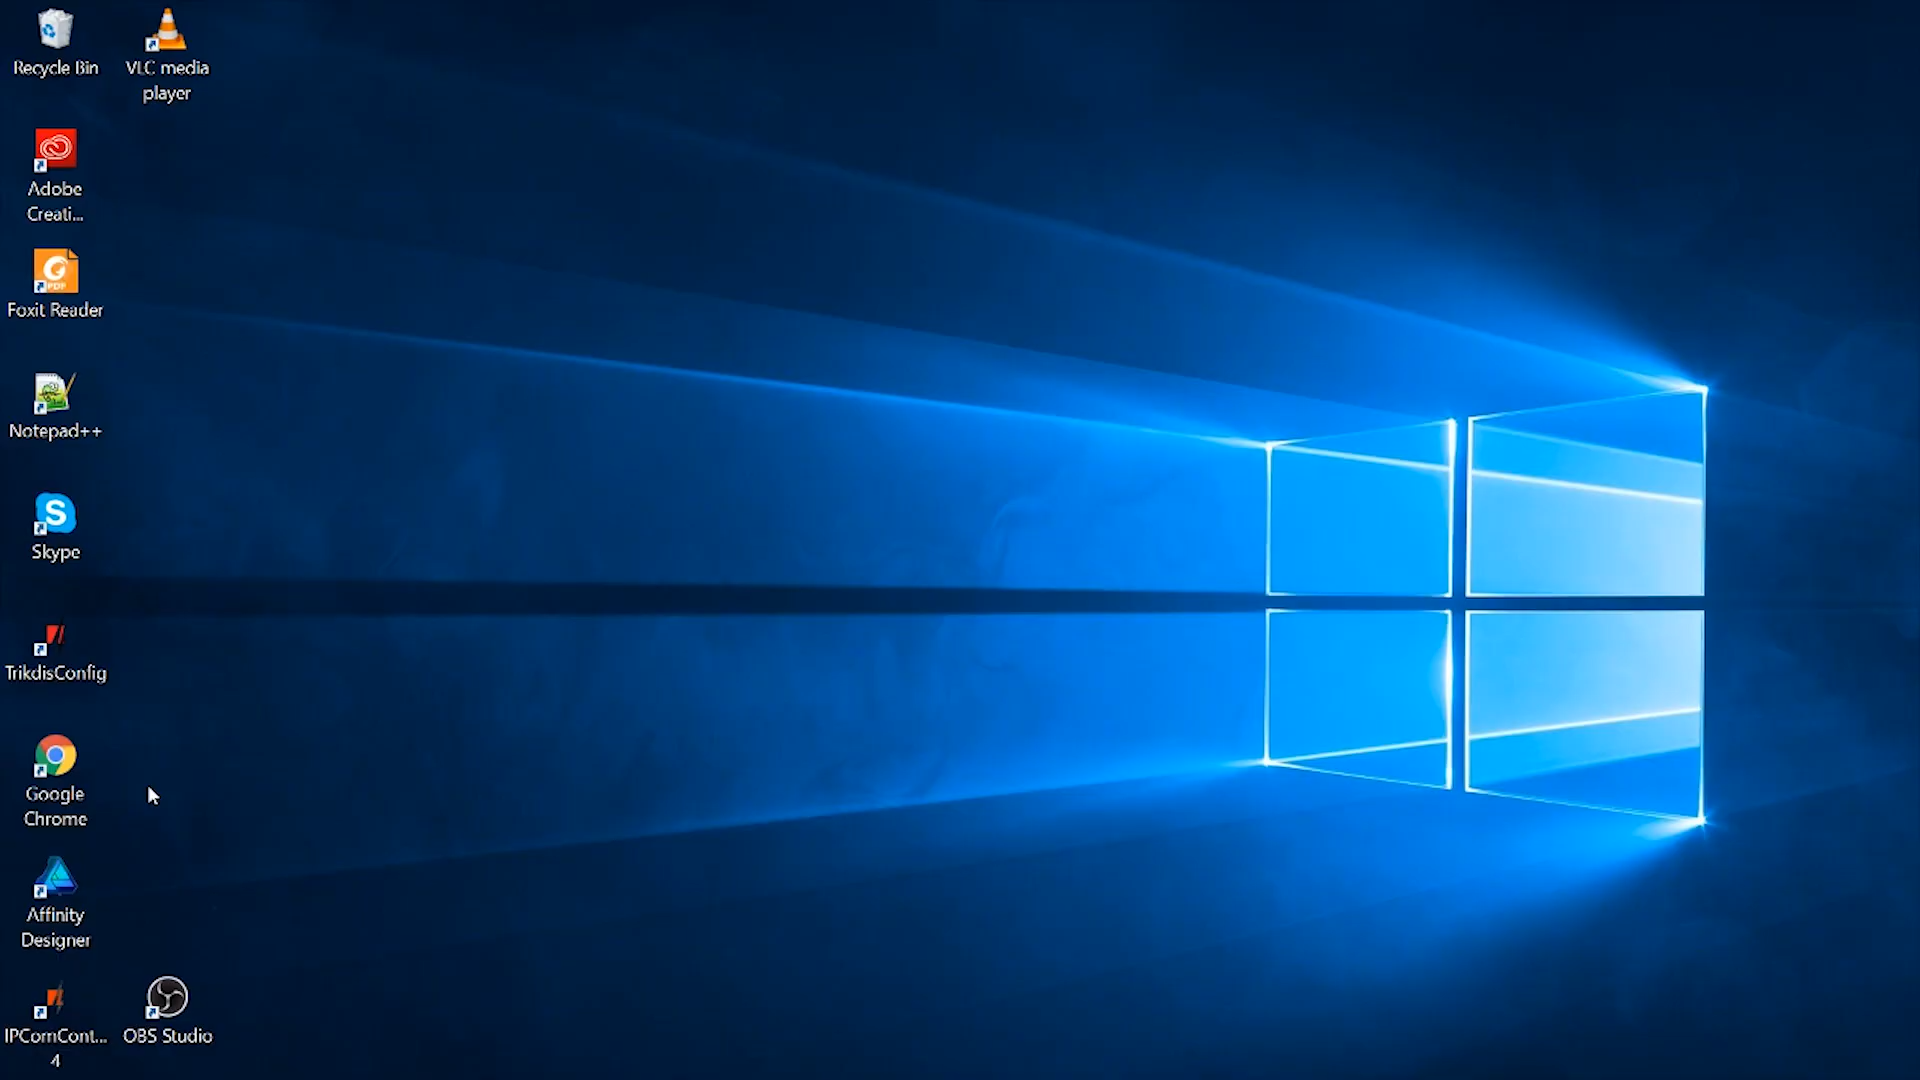 Recycle Bin
VLC media
player
Adobe
Creati...
PDF
Foxit Reader
Notepad++
S
Skype
TrikdisConfig
Google
Chrome
Affinity
Designer
IPComCont...
4
OBS Studio